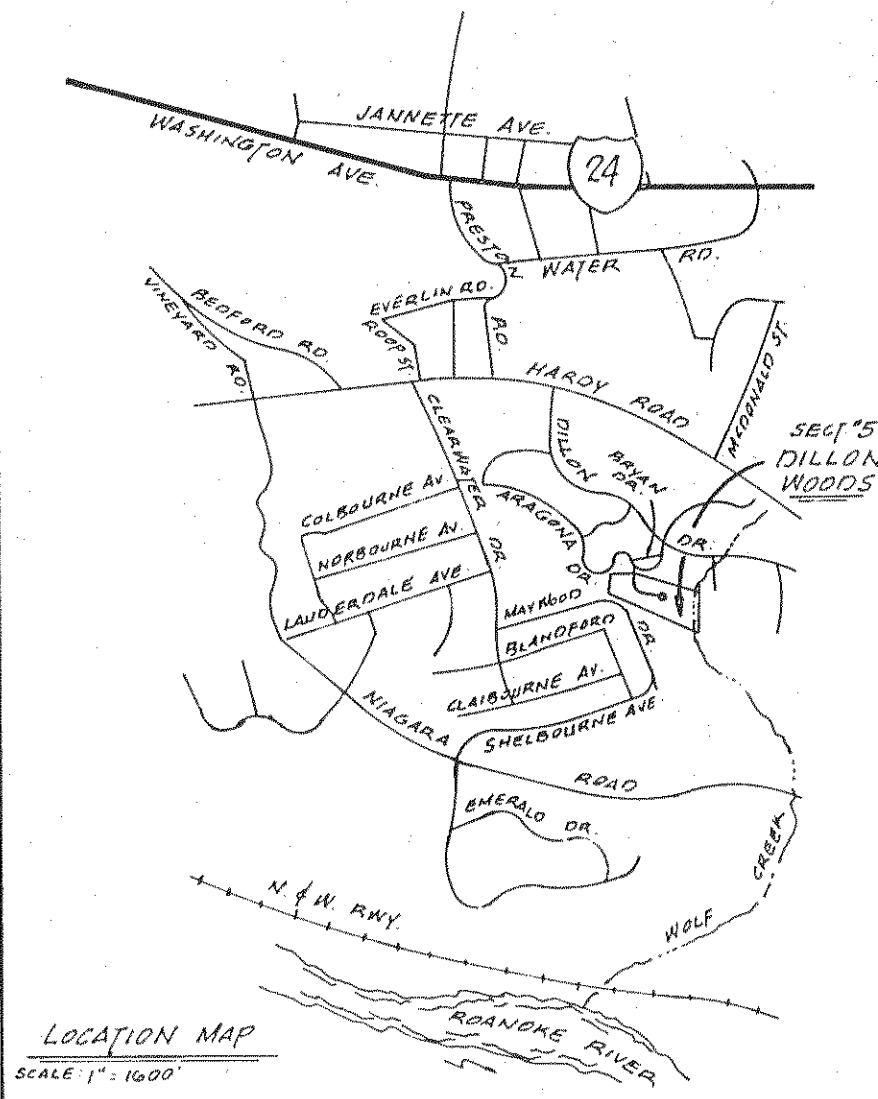 JANNETTE AVE.
WASHINGTON AVE.
24
PRESTON RD.
WATER RD.
EVERLIN RD.
ROOP ST.
VINEYARD RD.
BEDFORD RD.
HARDY ROAD
MCDONALD ST.
CLEARWATER DR.
DILLON DR.
BRYAN DR.
SECT. #5
DILLON
WOODS
ARAGONA DR.
COLBOURNE AV.
NORBOURNE AV.
LAUDERDALE AVE.
MAYWOOD DR.
BLANDFORD
CLAIBOURNE AV.
SHELBOURNE AVE
NIAGARA ROAD
EMERALD DR.
WOLF CREEK
N. & W. RWY.
ROANOKE RIVER
LOCATION MAP
SCALE: 1" = 1600'